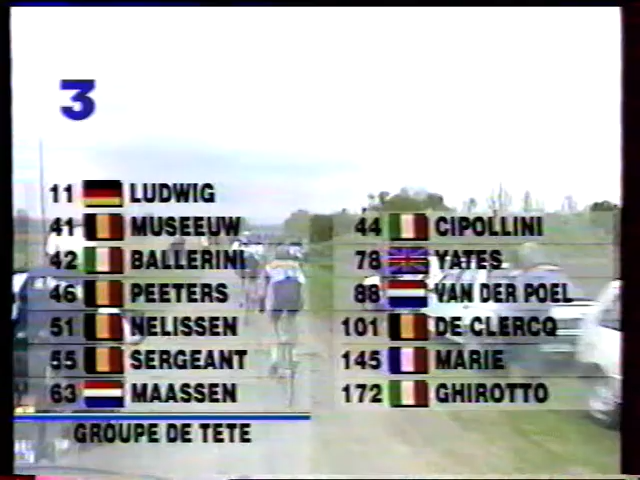 3
11 LUDWIG
41 MUSEEUW
42 BALLERINI
46 PEETERS
51 NELISSEN
55 SERGEANT
63 MAASSEN
44 CIPOLLINI
78 YATES
88 VAN DER POEL
101 DE CLERCQ
145 MARIE
172 GHIROTTO
GROUPE DE TETE